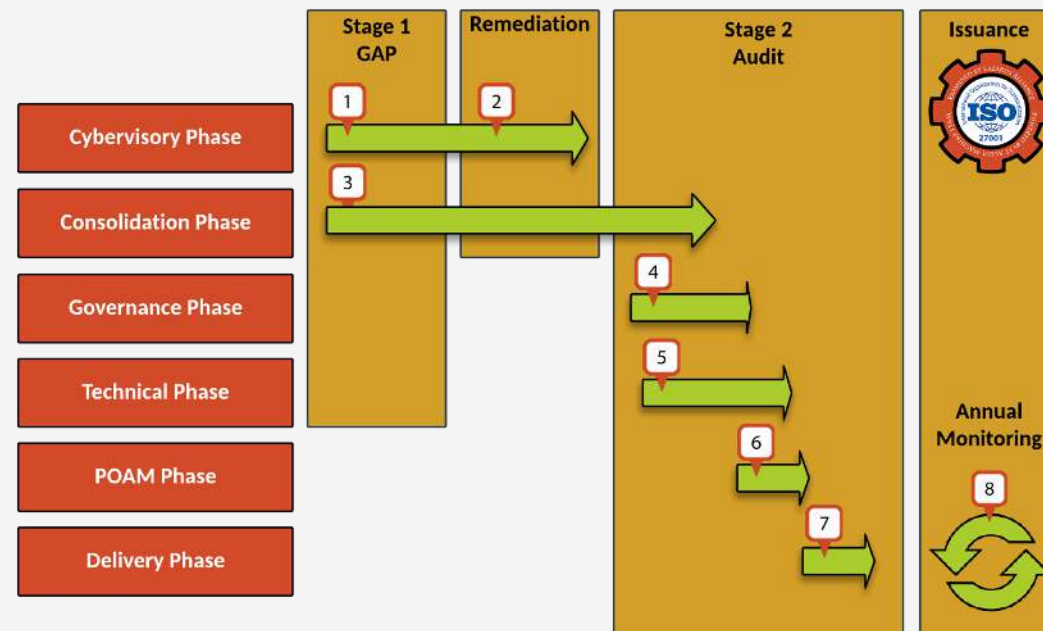 Stage 1
GAP
Remediation
Stage 2
Audit
Issuance
ISO
27001
1
2
Cybervisory Phase
3
Consolidation Phase
4
Governance Phase
5
Technical Phase
Annual
Monitoring
6
POAM Phase
8
7
Delivery Phase